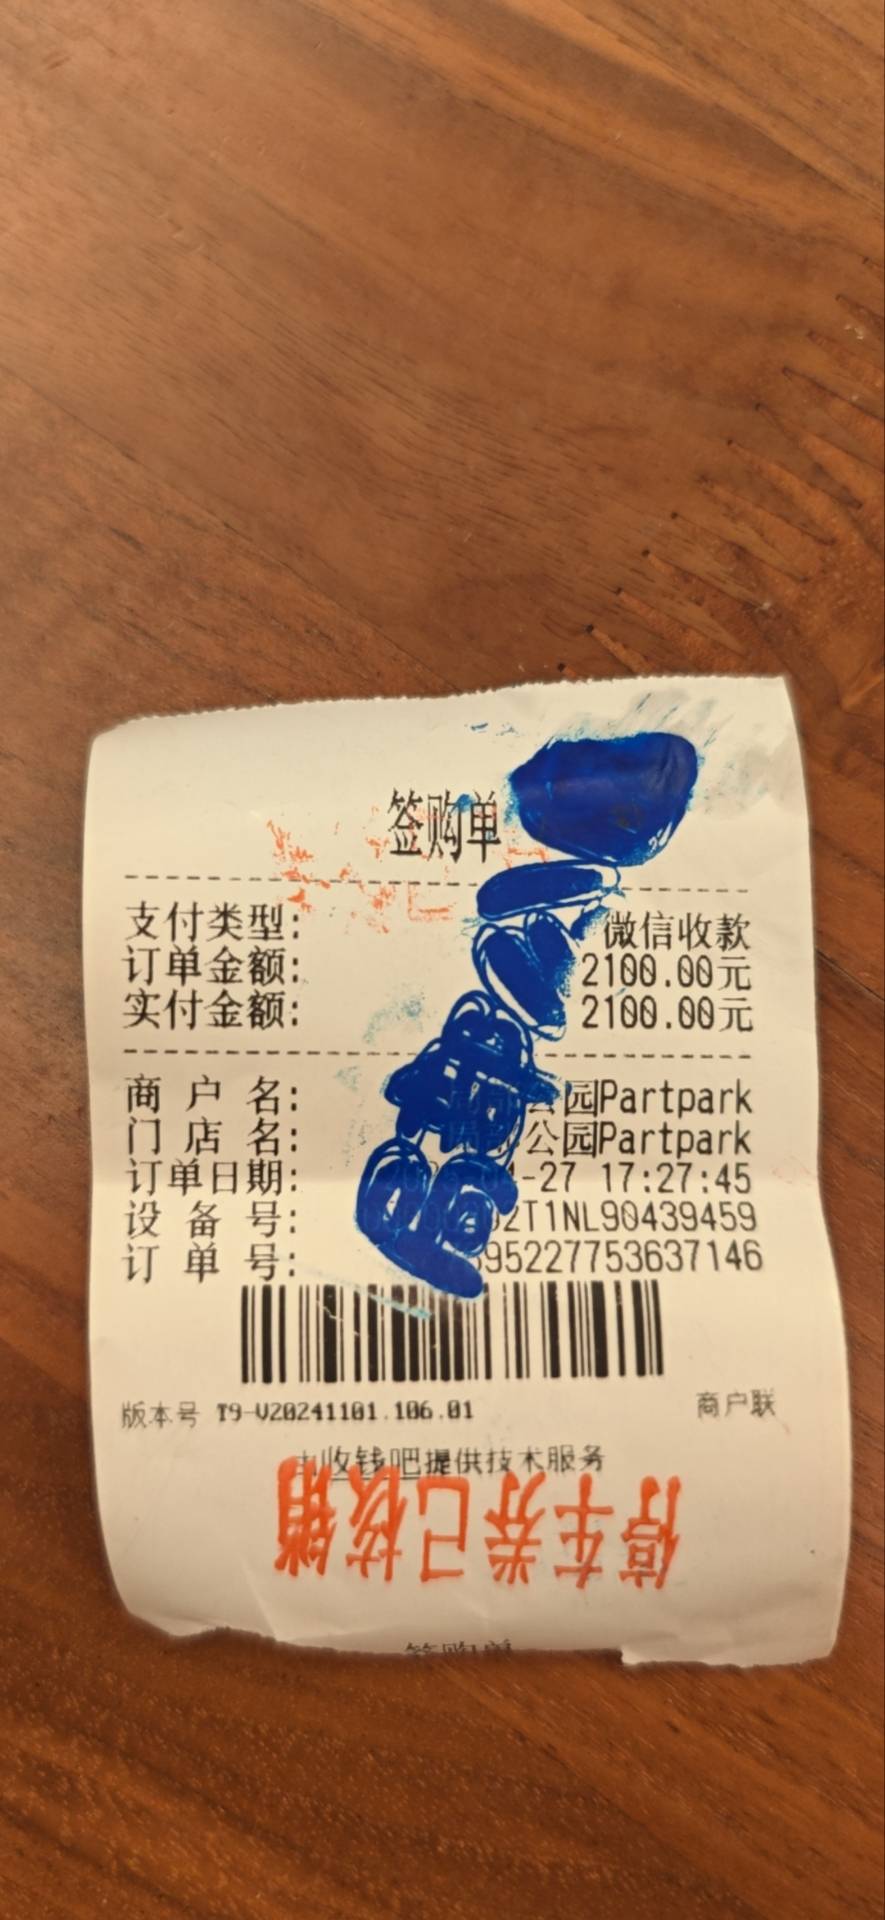 签购单
支付类型: 微信收款
订单金额: 2100.00元
实付金额: 2100.00元
商户名: 公园Partpark
门店名: 公园Partpark
订单日期: -27 17:27:45
设备号: 2T1NL90439459
订单号: 95227753637146
版本号 T9-V20241101.106.01 商户联
由收钱吧提供技术服务
停车券已核销
签购单